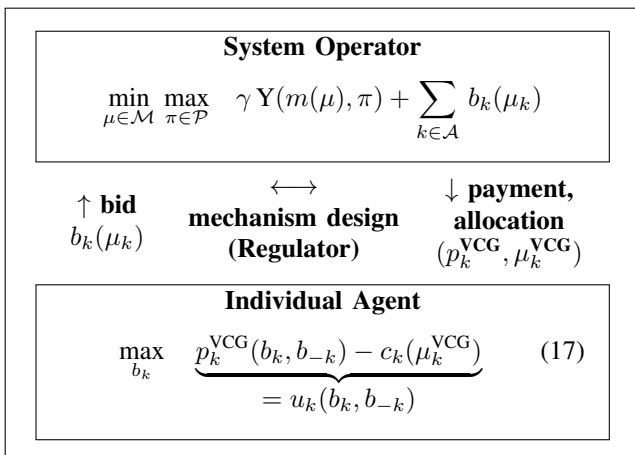 System Operator
min max γ Y(m(μ), π) + ∑ b_k(μ_k)
μ∈ℳ π∈𝒫 k∈𝒜
↑ bid ⟷ ↓ payment,
b_k(μ_k) mechanism design allocation
(Regulator) (p_k^VCG, μ_k^VCG)
Individual Agent
max p_k^VCG(b_k, b_−k) − c_k(μ_k^VCG) (17)
b_k
= u_k(b_k, b_−k)